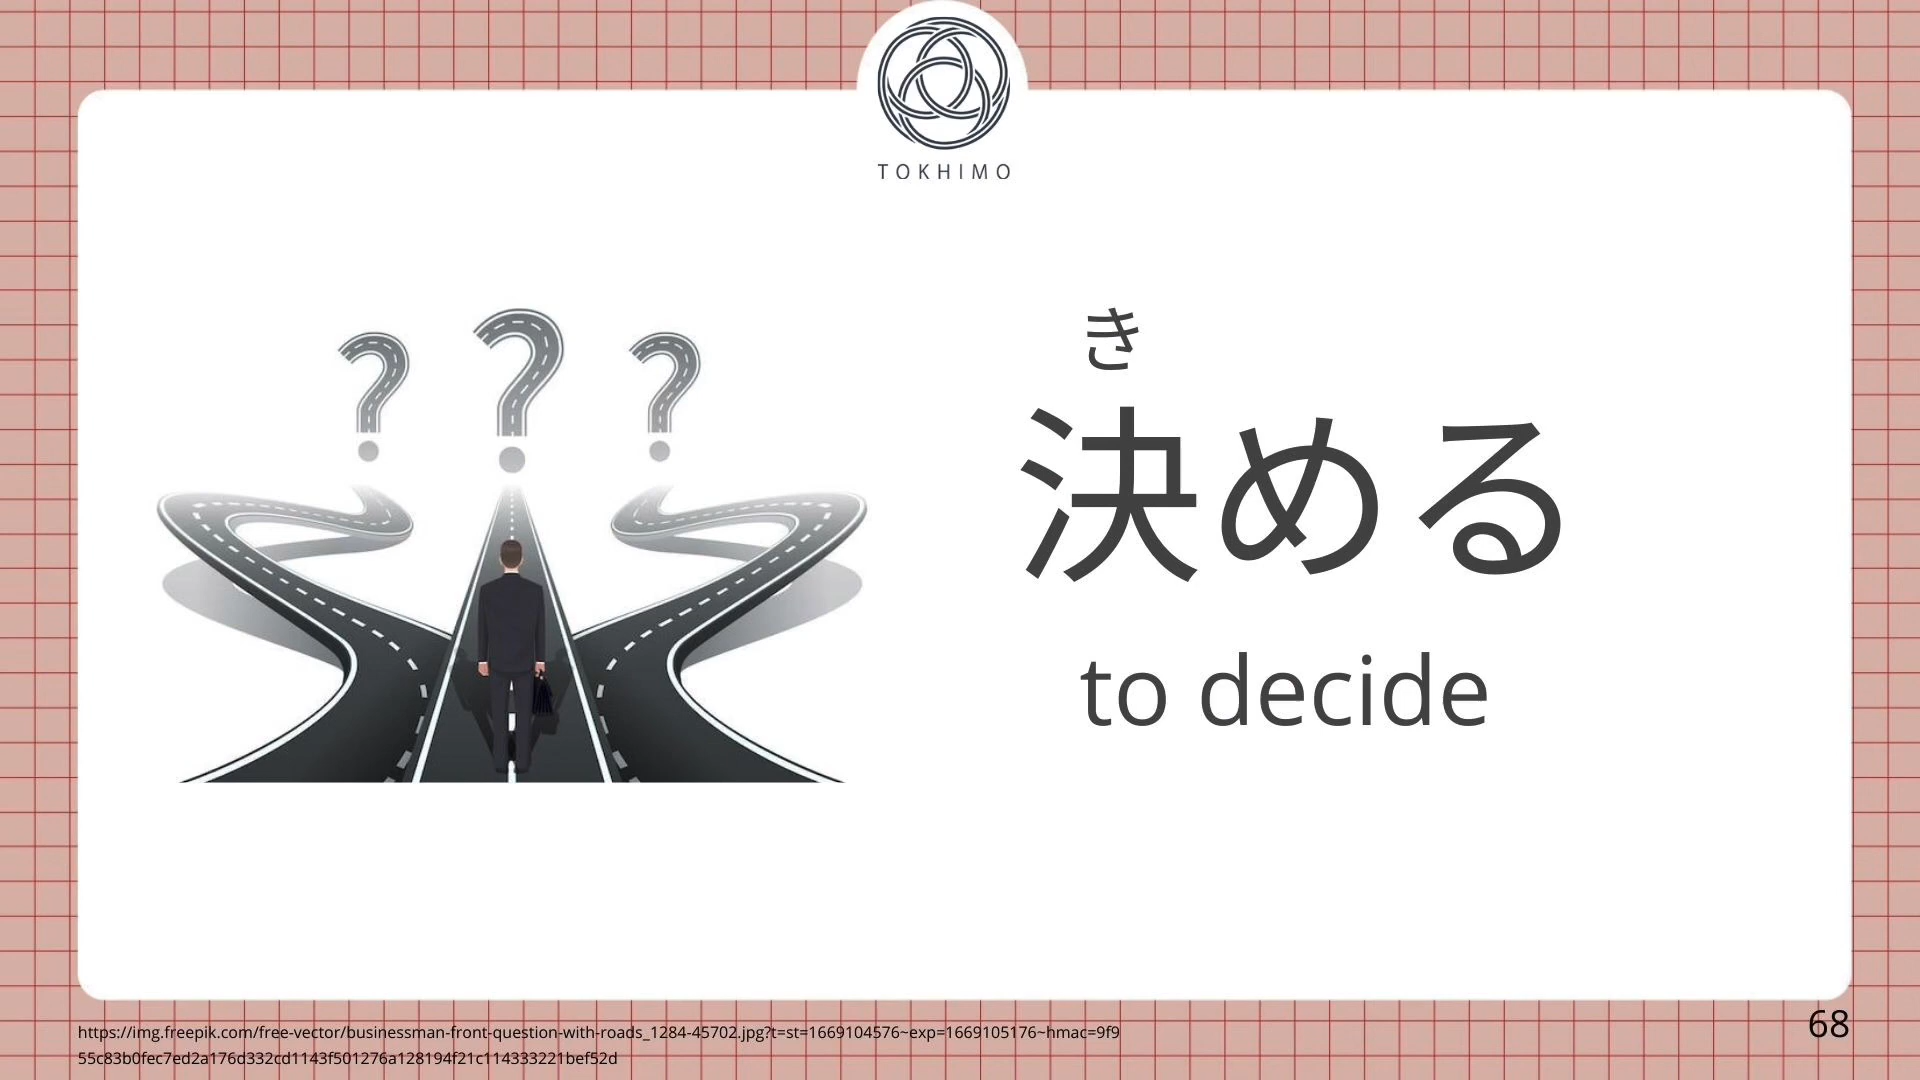 TOKHIMO
き
決める
to decide
https://img.freepik.com/free-vector/businessman-front-question-with-roads_1284-45702.jpg?t=st=1669104576~exp=1669105176~hmac=9f9
55c83b0fec7ed2a176d332cd1143f501276a128194f21c114333221bef52d
68